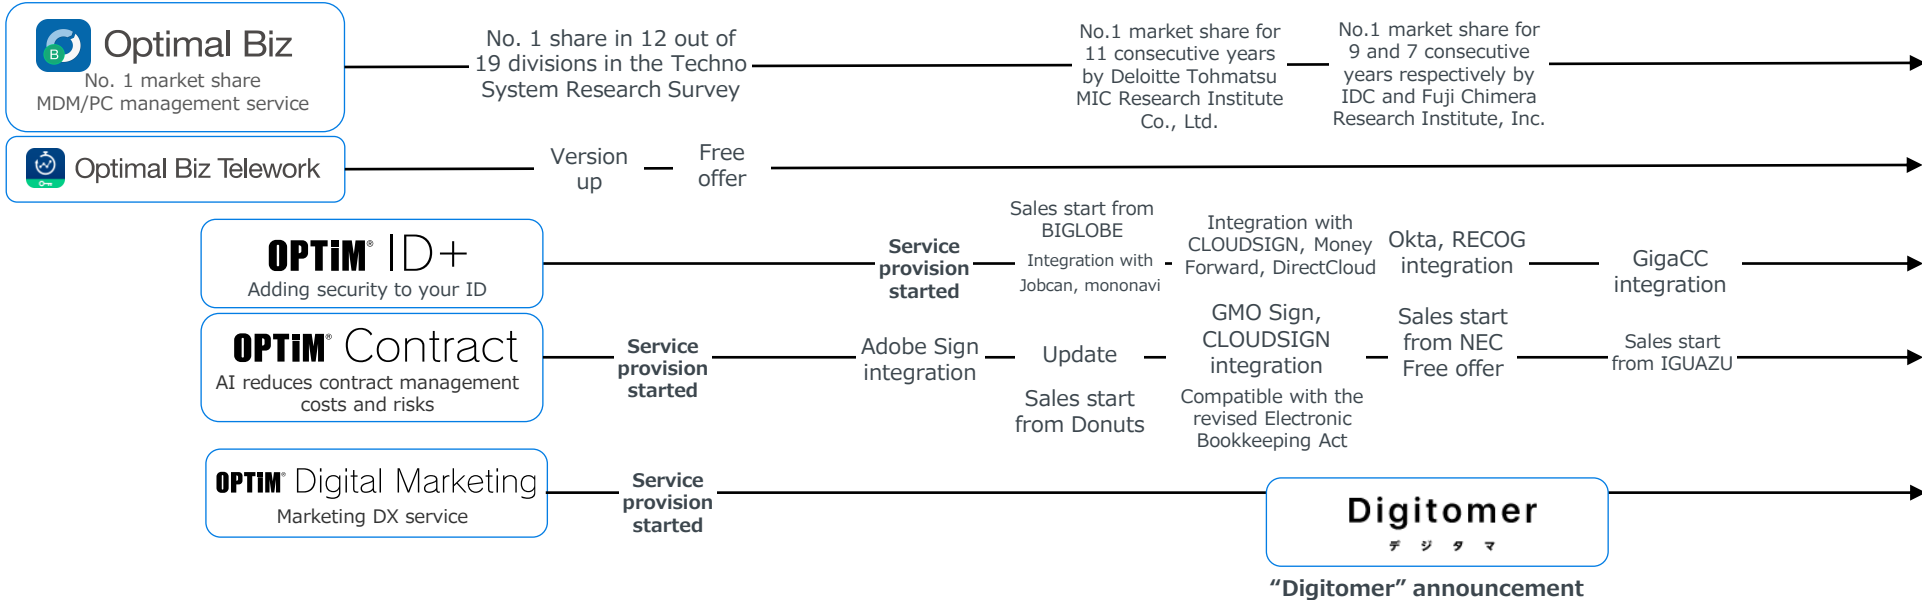 B
Optimal Biz
No. 1 market share
MDM/PC management service
No. 1 share in 12 out of
19 divisions in the Techno
System Research Survey
No.1 market share for
11 consecutive years
by Deloitte Tohmatsu
MIC Research Institute
Co., Ltd.
No.1 market share for
9 and 7 consecutive
years respectively by
IDC and Fuji Chimera
Research Institute, Inc.
Optimal Biz Telework
Version
up
Free
offer
OPTiM® ID+
Adding security to your ID
Service
provision
started
Sales start from
BIGLOBE
Integration with
Jobcan, mononavi
Integration with
CLOUDSIGN, Money
Forward, DirectCloud
Okta, RECOG
integration
GigaCC
integration
OPTiM® Contract
AI reduces contract management
costs and risks
Service
provision
started
Adobe Sign
integration
Update
Sales start
from Donuts
GMO Sign,
CLOUDSIGN
integration
Compatible with the
revised Electronic
Bookkeeping Act
Sales start
from NEC
Free offer
Sales start
from IGUAZU
OPTiM® Digital Marketing
Marketing DX service
Service
provision
started
Digitomer
デジタマ
“Digitomer” announcement